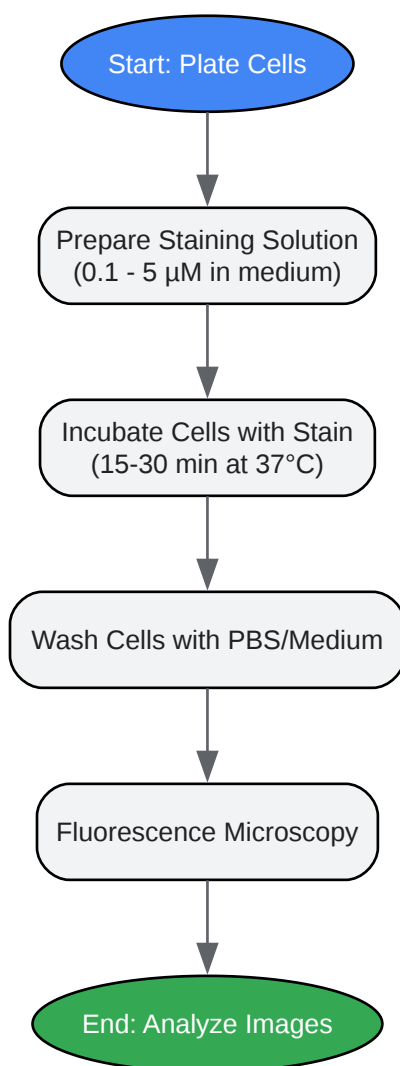 Start: Plate Cells
Prepare Staining Solution
(0.1 - 5 µM in medium)
Incubate Cells with Stain
(15-30 min at 37°C)
Wash Cells with PBS/Medium
Fluorescence Microscopy
End: Analyze Images